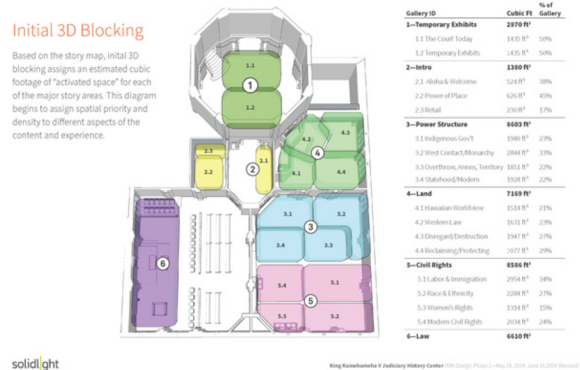 Initial 3D Blocking
Based on the story map, inital 3D
blocking assigns an estimated cubic
footage of "activated space" for each
of the major story areas. This diagram
begins to assign spatial priority and
density to different aspects of the
content and experience.
1.1
1
1.2
2.3
2.2
2
2.1
4.2
4.3
4
4.1
4.4
3.1
3.2
3
3.4
3.3
6
5.4
5.1
5
5.3
5.2
Gallery ID Cubic Ft % of Gallery
1—Temporary Exhibits 2870 ft³
1.1 The Court Today 1435 ft³ 50%
1.2 Temporary Exhibits 1435 ft³ 50%
2—Intro 1380 ft³
2.1 Aloha & Welcome 524 ft³ 38%
2.2 Power of Place 626 ft³ 45%
2.3 Retail 230 ft³ 17%
3—Power Structure 8603 ft³
3.1 Indigenous Gov't 1980 ft³ 23%
3.2 West Contact/Monarchy 2844 ft³ 33%
3.3 Overthrow, Annex, Territory 1851 ft³ 22%
3.4 Statehood/Modern 1928 ft³ 22%
4—Land 7169 ft³
4.1 Hawaiian Worldview 1514 ft³ 21%
4.2 Western Law 1631 ft³ 23%
4.3 Disregard/Destruction 1947 ft³ 27%
4.4 Reclaiming/Protecting 2077 ft³ 29%
5—Civil Rights 8586 ft³
5.1 Labor & Immigration 2954 ft³ 34%
5.2 Race & Ethnicity 2284 ft³ 27%
5.3 Women's Rights 1314 ft³ 15%
5.4 Modern Civil Rights 2034 ft³ 24%
6—Law 6610 ft³
solidlight
King Kamehameha V Judiciary History Center